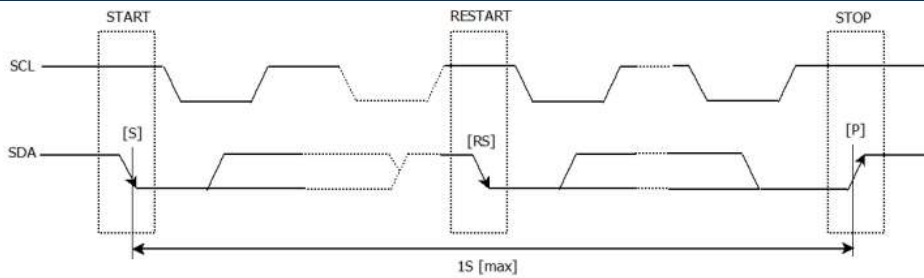 START RESTART STOP
SCL
[S] [RS] [P]
SDA
1S [max]